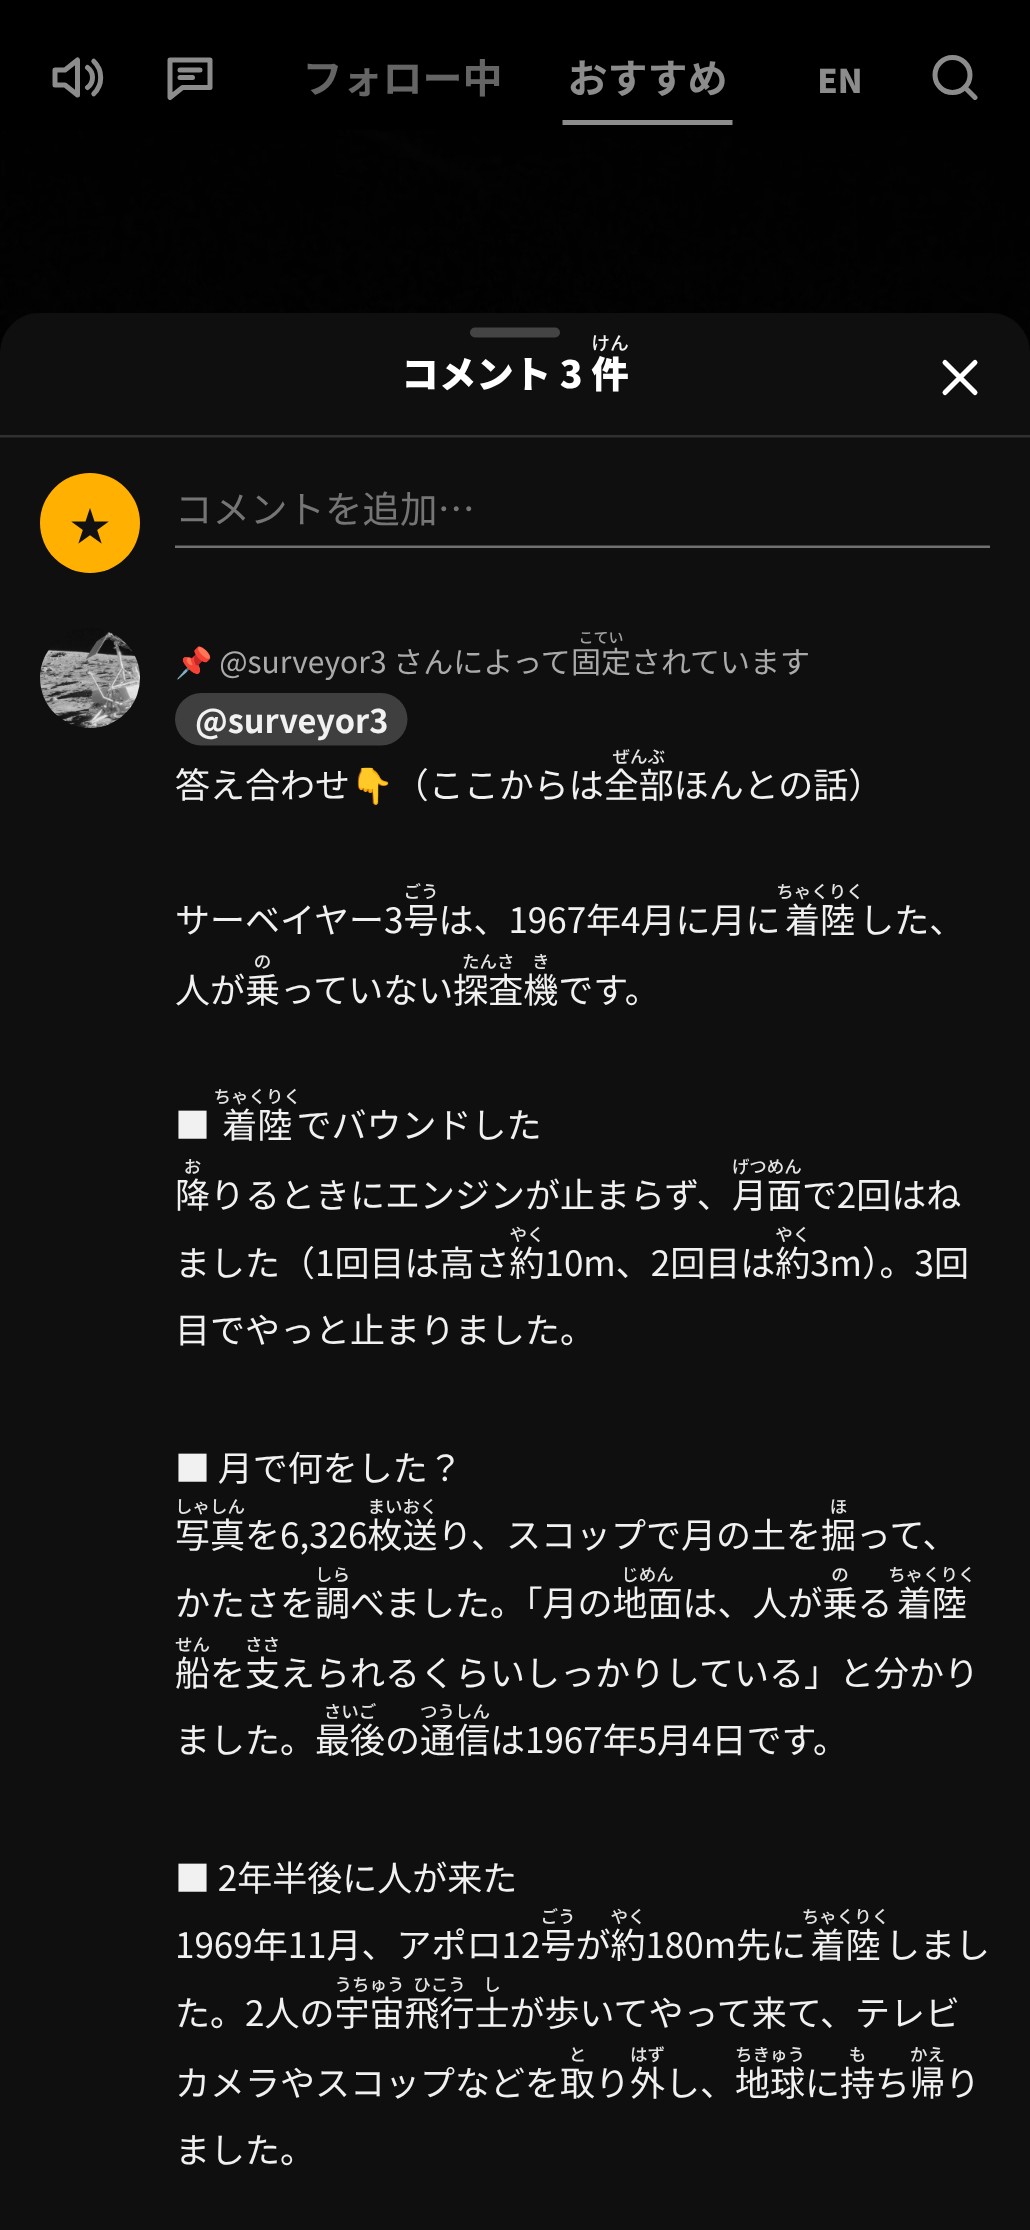 フォロー中 おすすめ EN
コメント 3 件
けん
コメントを追加…
📌 @surveyor3 さんによって固定されています
こてい
@surveyor3
答え合わせ👇（ここからは全部ほんとの話）
ぜんぶ
サーベイヤー3号は、1967年4月に月に着陸した、
ごう ちゃくりく
人が乗っていない探査機です。
の たんさ き
■ 着陸でバウンドした
ちゃくりく
降りるときにエンジンが止まらず、月面で2回はね
お げつめん
ました（1回目は高さ約10m、2回目は約3m）。3回
やく やく
目でやっと止まりました。
■ 月で何をした？
写真を6,326枚送り、スコップで月の土を掘って、
しゃしん まいおく ほ
かたさを調べました。「月の地面は、人が乗る着陸
しら じめん の ちゃくりく
船を支えられるくらいしっかりしている」と分かり
せん ささ
ました。最後の通信は1967年5月4日です。
さいご つうしん
■ 2年半後に人が来た
1969年11月、アポロ12号が約180m先に着陸しまし
ごう やく ちゃくりく
た。2人の宇宙飛行士が歩いてやって来て、テレビ
うちゅう ひこう し
カメラやスコップなどを取り外し、地球に持ち帰り
と はず ちきゅう も かえ
ました。